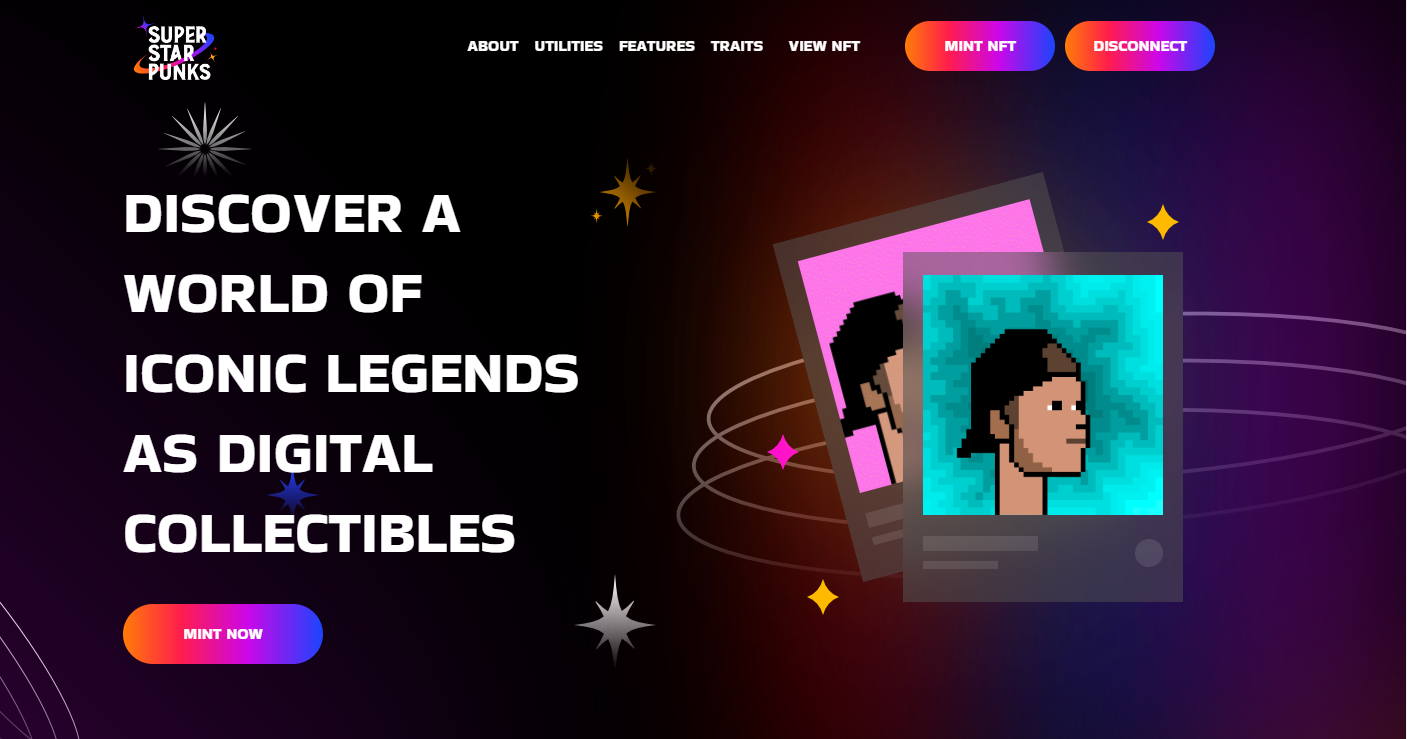 SUPER
STAR
PUNKS
ABOUT UTILITIES FEATURES TRAITS VIEW NFT MINT NFT DISCONNECT
DISCOVER A
WORLD OF
ICONIC LEGENDS
AS DIGITAL
COLLECTIBLES
MINT NOW